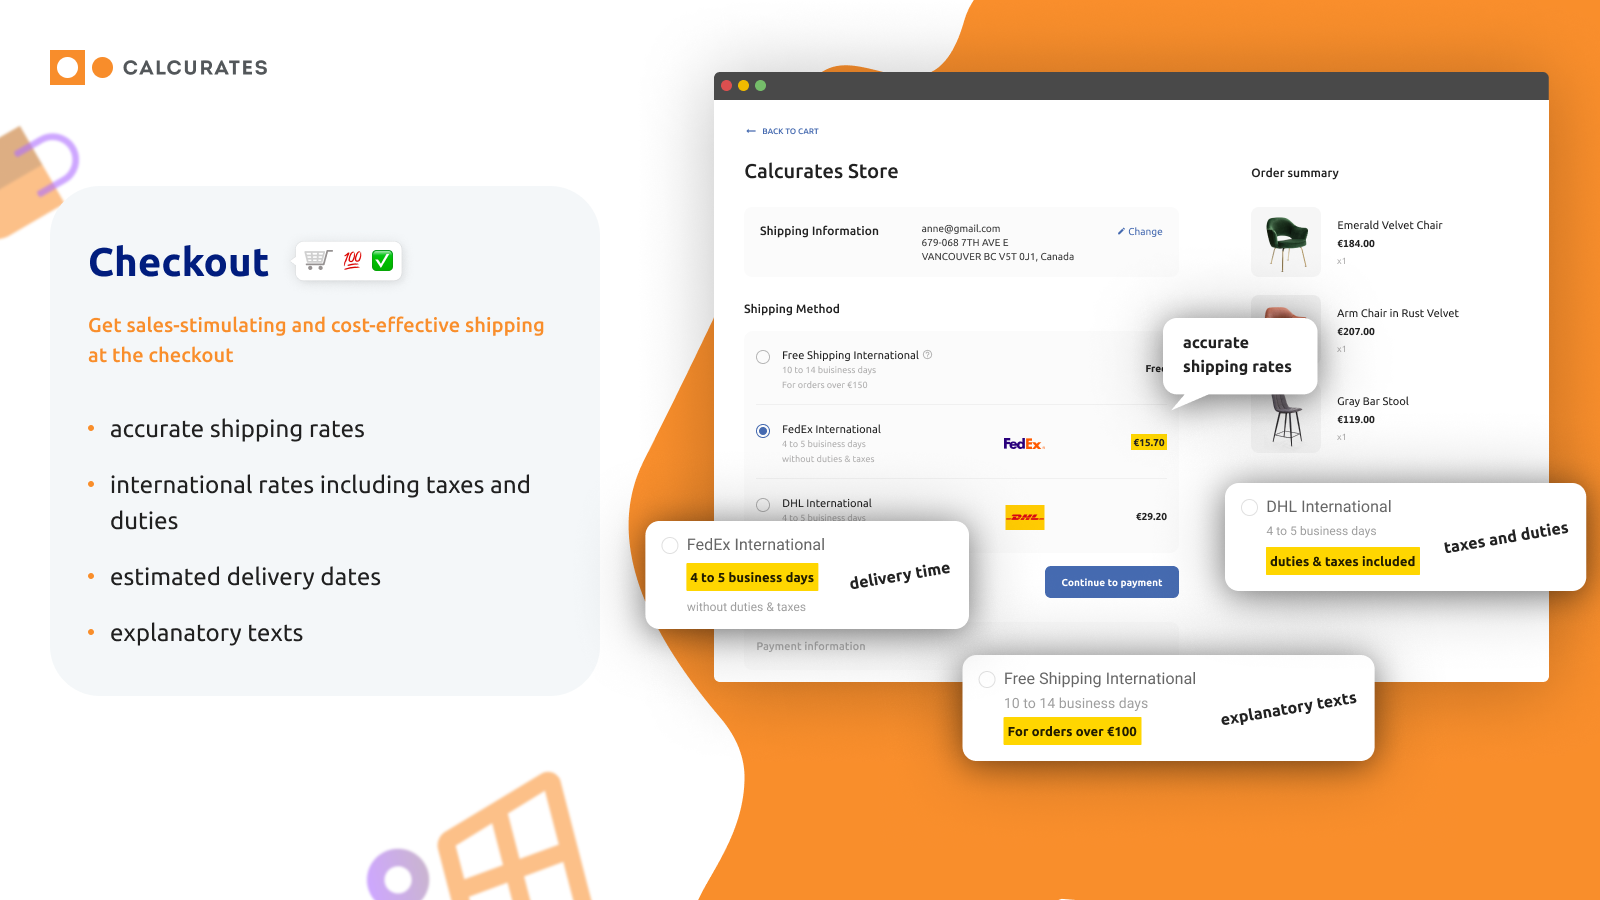 CALCURATES
Checkout
💯
Get sales-stimulating and cost-effective shipping
at the checkout
• accurate shipping rates
• international rates including taxes and
duties
• estimated delivery dates
• explanatory texts
← BACK TO CART
Calcurates Store
Shipping Information
anne@gmail.com
679-068 7TH AVE E
VANCOUVER BC V5T 0J1, Canada
Change
Shipping Method
Free Shipping International
10 to 14 buisiness days
For orders over €150
Free
FedEx International
4 to 5 buisiness days
without duties & taxes
FedEx
€15.70
DHL International
4 to 5 buisiness days
DHL
€29.20
Continue to payment
Payment information
Order summary
Emerald Velvet Chair
€184.00
x1
Arm Chair in Rust Velvet
€207.00
x1
Gray Bar Stool
€119.00
x1
accurate
shipping rates
FedEx International
4 to 5 business days
without duties & taxes
delivery time
DHL International
4 to 5 business days
duties & taxes included
taxes and duties
Free Shipping International
10 to 14 business days
For orders over €100
explanatory texts